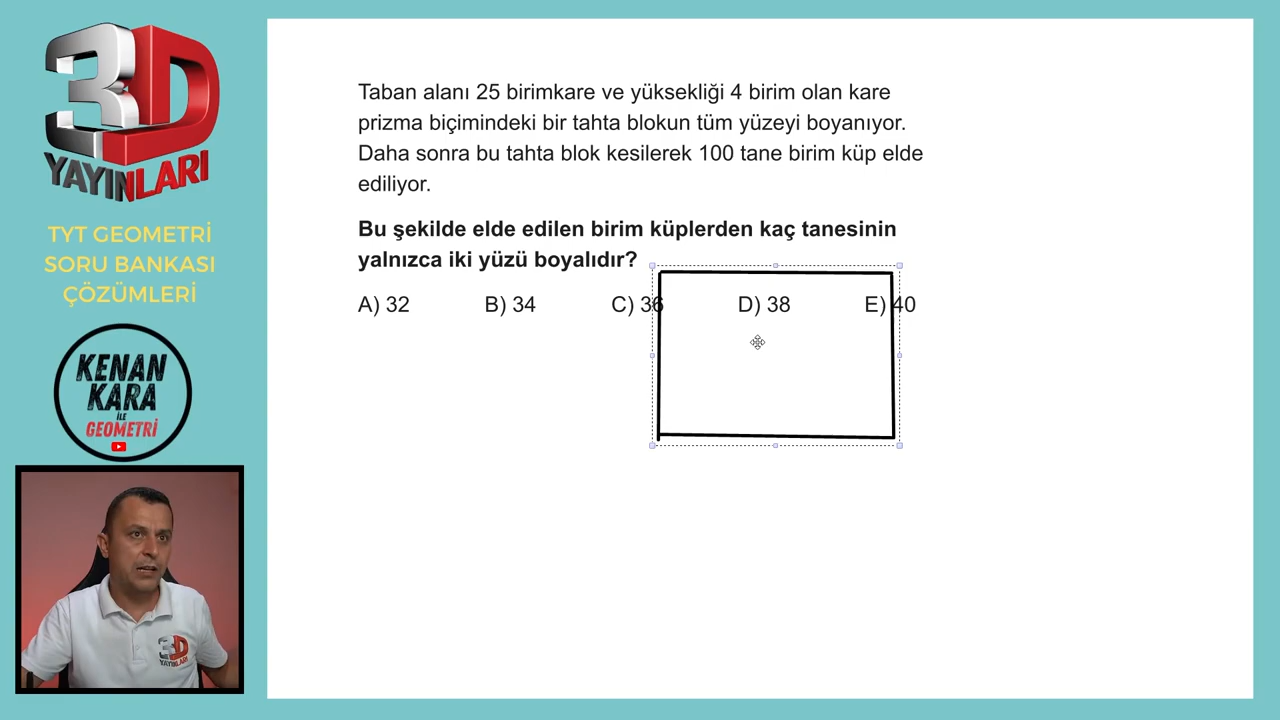 3D
YAYINLARI
TYT GEOMETRİ
SORU BANKASI
ÇÖZÜMLERİ
KENAN
KARA
İLE
GEOMETRİ
Taban alanı 25 birimkare ve yüksekliği 4 birim olan kare
prizma biçimindeki bir tahta blokun tüm yüzeyi boyanıyor.
Daha sonra bu tahta blok kesilerek 100 tane birim küp elde
ediliyor.
Bu şekilde elde edilen birim küplerden kaç tanesinin
yalnızca iki yüzü boyalıdır?
A) 32 B) 34 C) 36 D) 38 E) 40
3D
YAYINLARI